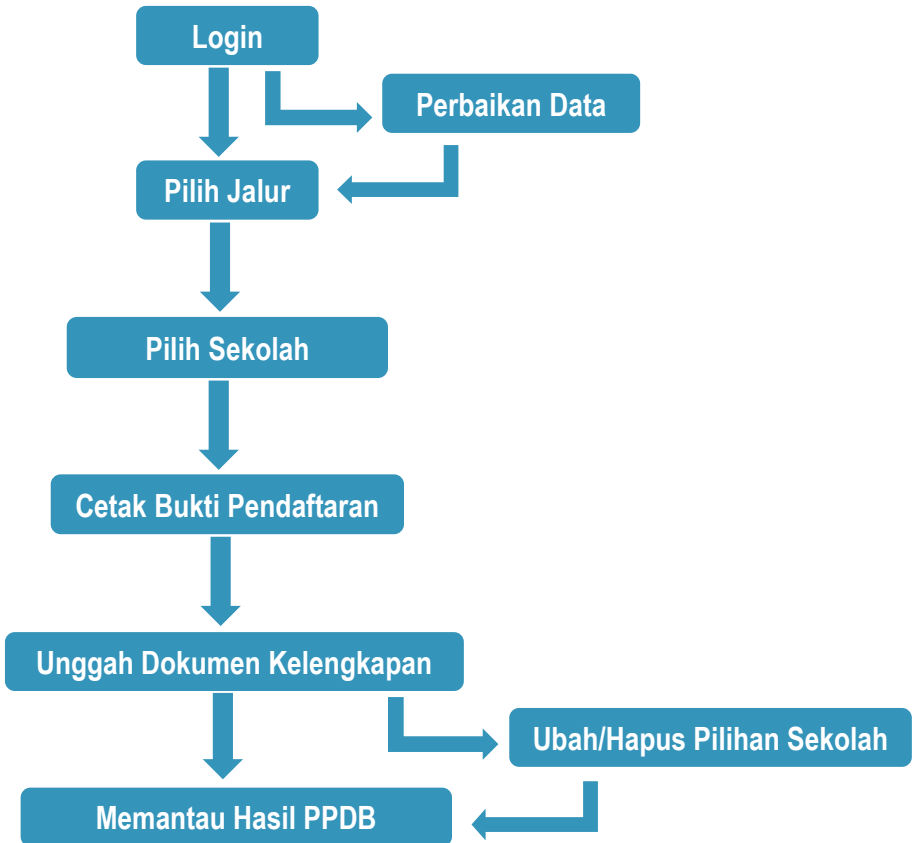 Login
Perbaikan Data
Pilih Jalur
Pilih Sekolah
Cetak Bukti Pendaftaran
Unggah Dokumen Kelengkapan
Ubah/Hapus Pilihan Sekolah
Memantau Hasil PPDB